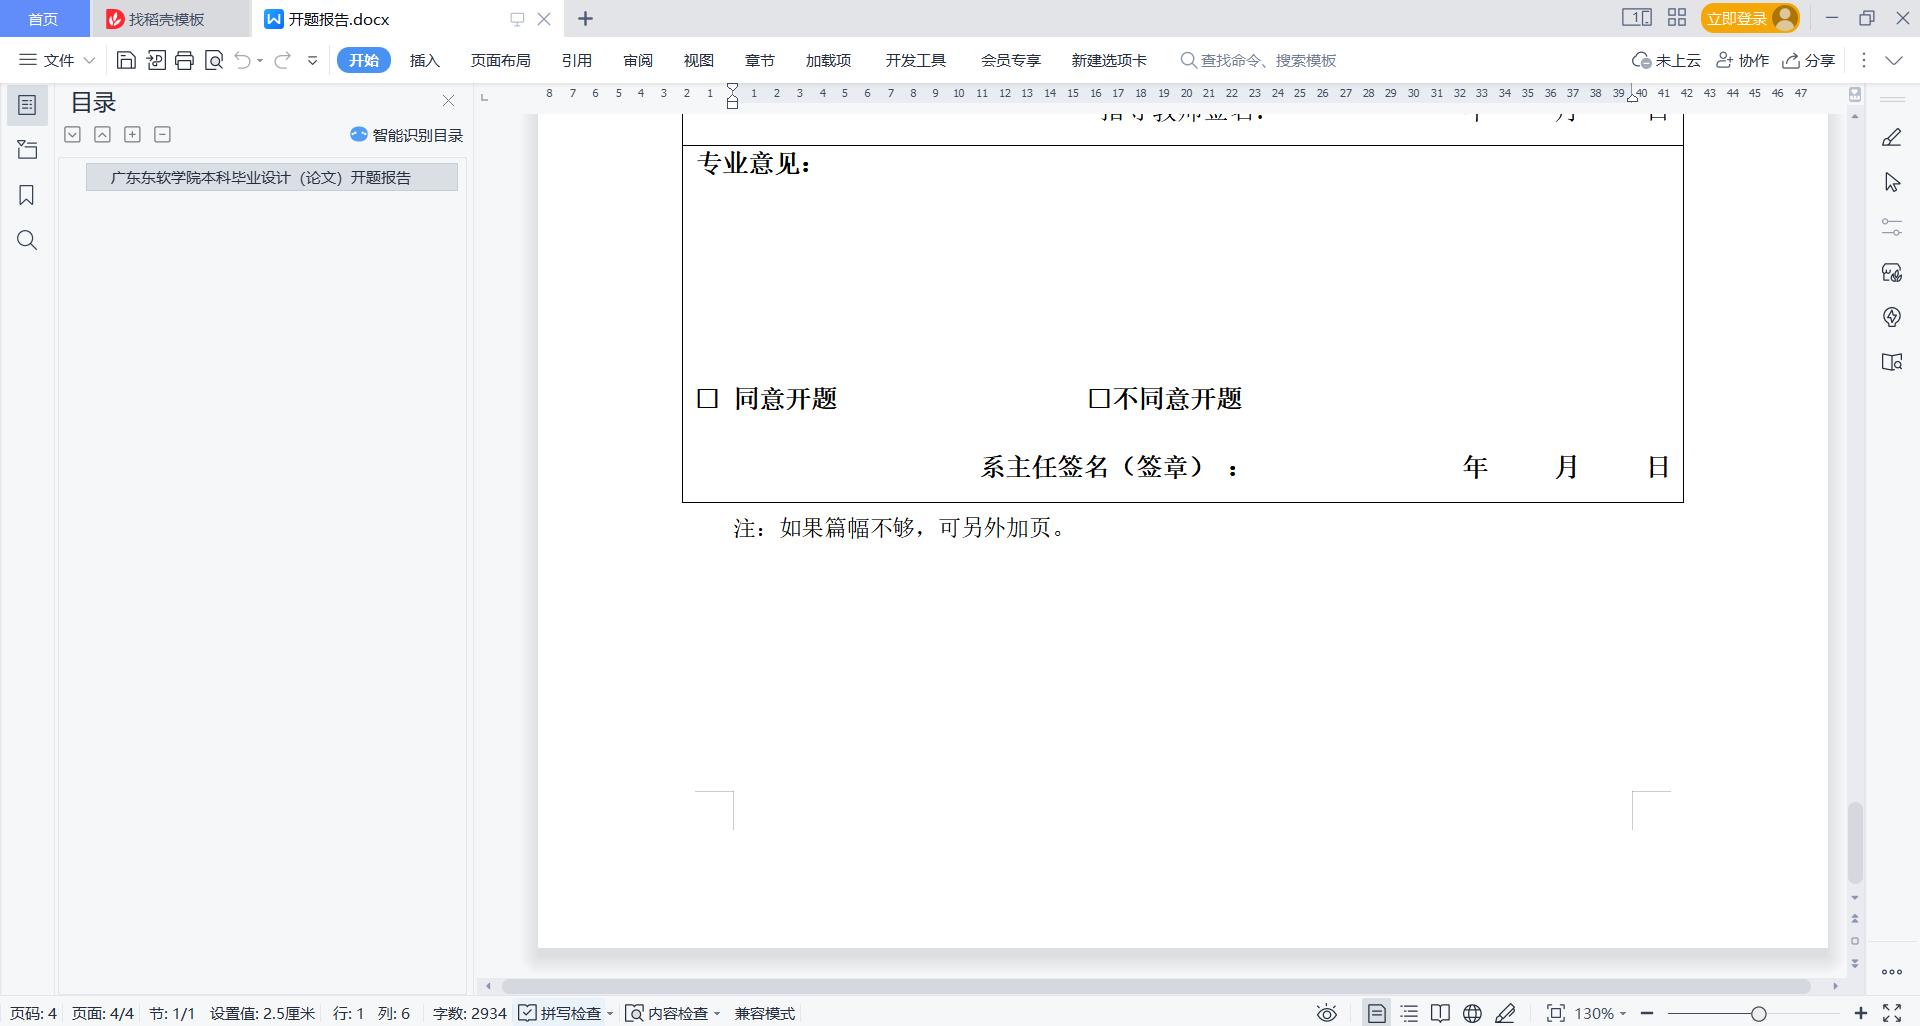 首页 找稻壳模板 开题报告.docx 立即登录
文件 开始 插入 页面布局 引用 审阅 视图 章节 加载项 开发工具 会员专享 新建选项卡 查找命令、搜索模板 未上云 协作 分享
目录
智能识别目录
广东东软学院本科毕业设计（论文）开题报告
8 7 6 5 4 3 2 1 1 2 3 4 5 6 7 8 9 10 11 12 13 14 15 16 17 18 19 20 21 22 23 24 25 26 27 28 29 30 31 32 33 34 35 36 37 38 39 40 41 42 43 44 45 46 47
指导教师签名： 年 月 日
专业意见：
□ 同意开题 □不同意开题
系主任签名（签章）： 年 月 日
注：如果篇幅不够，可另外加页。
页码: 4 页面: 4/4 节: 1/1 设置值: 2.5厘米 行: 1 列: 6 字数: 2934 拼写检查 内容检查 兼容模式 130%